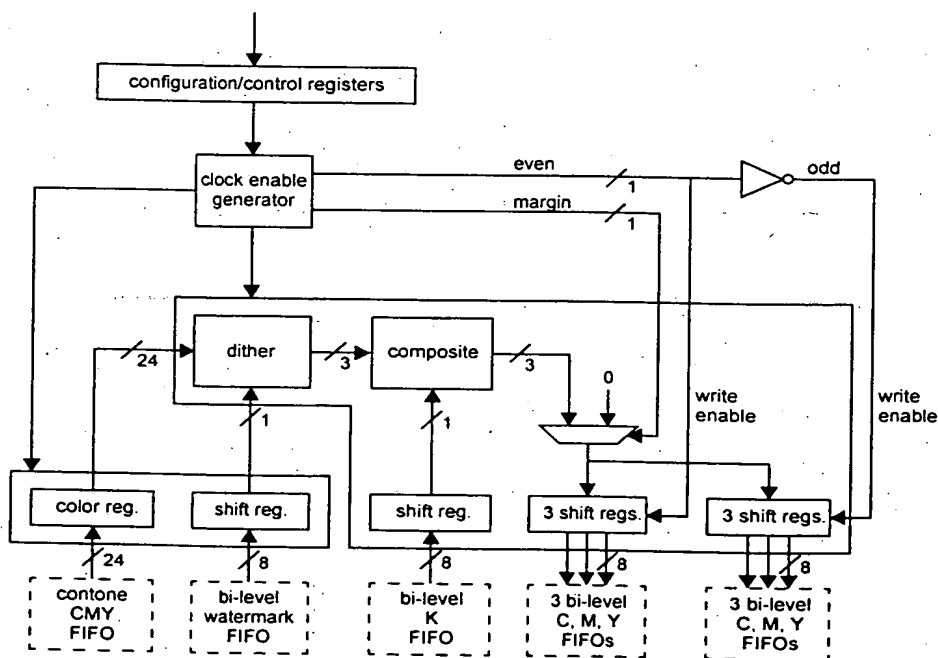 configuration/control registers
clock enable
generator
even
1
odd
margin
1
dither
composite
24
3
3
0
1
1
write
enable
write
enable
color reg.
shift reg.
shift reg.
3 shift regs.
3 shift regs.
24
8
8
8
8
contone
CMY
FIFO
bi-level
watermark
FIFO
bi-level
K
FIFO
3 bi-level
C, M, Y
FIFOs
3 bi-level
C, M, Y
FIFOs